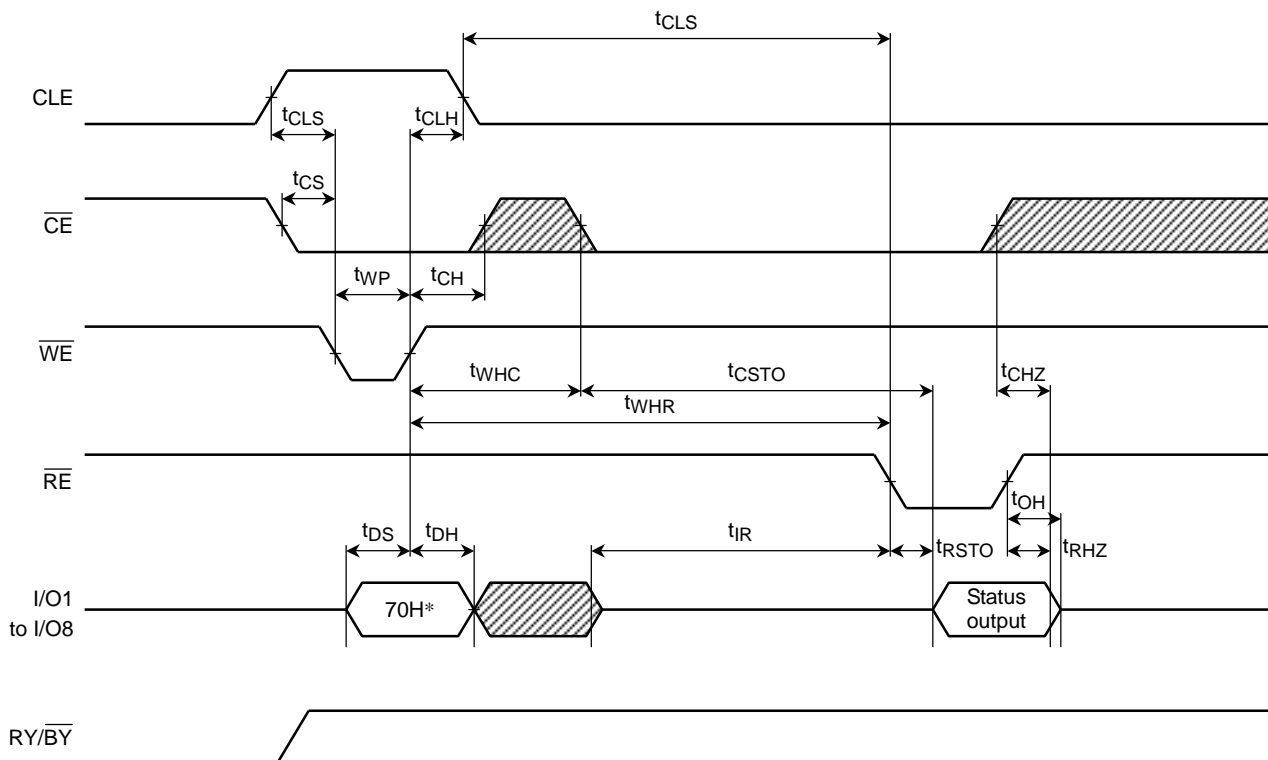 tCLS
CLE
tCLS
tCLH
tCS
CE
tWP
tCH
WE
tWHC
tCSTO
tCHZ
tWHR
RE
tOH
tDS
tDH
tIR
tRSTO
tRHZ
I/O1
to I/O8
70H*
Status
output
RY/BY